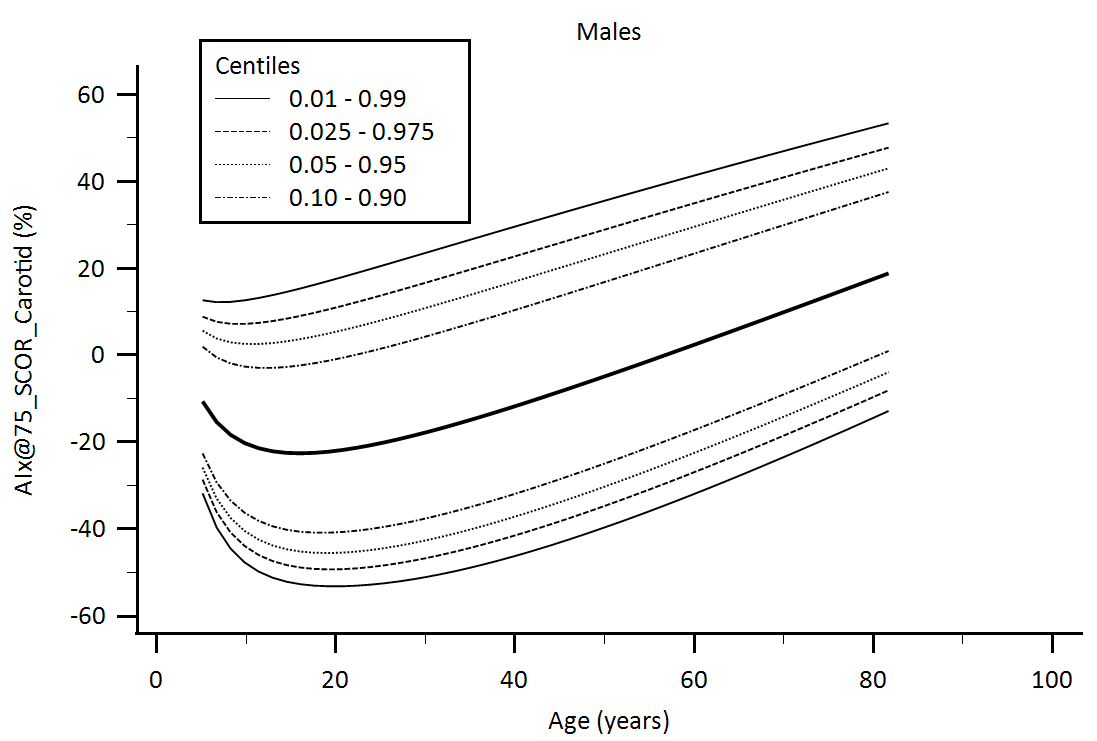 Males
Centiles
0.01 - 0.99
0.025 - 0.975
0.05 - 0.95
0.10 - 0.90
AIx@75_SCOR_Carotid (%)
60
40
20
0
-20
-40
-60
0 20 40 60 80 100
Age (years)